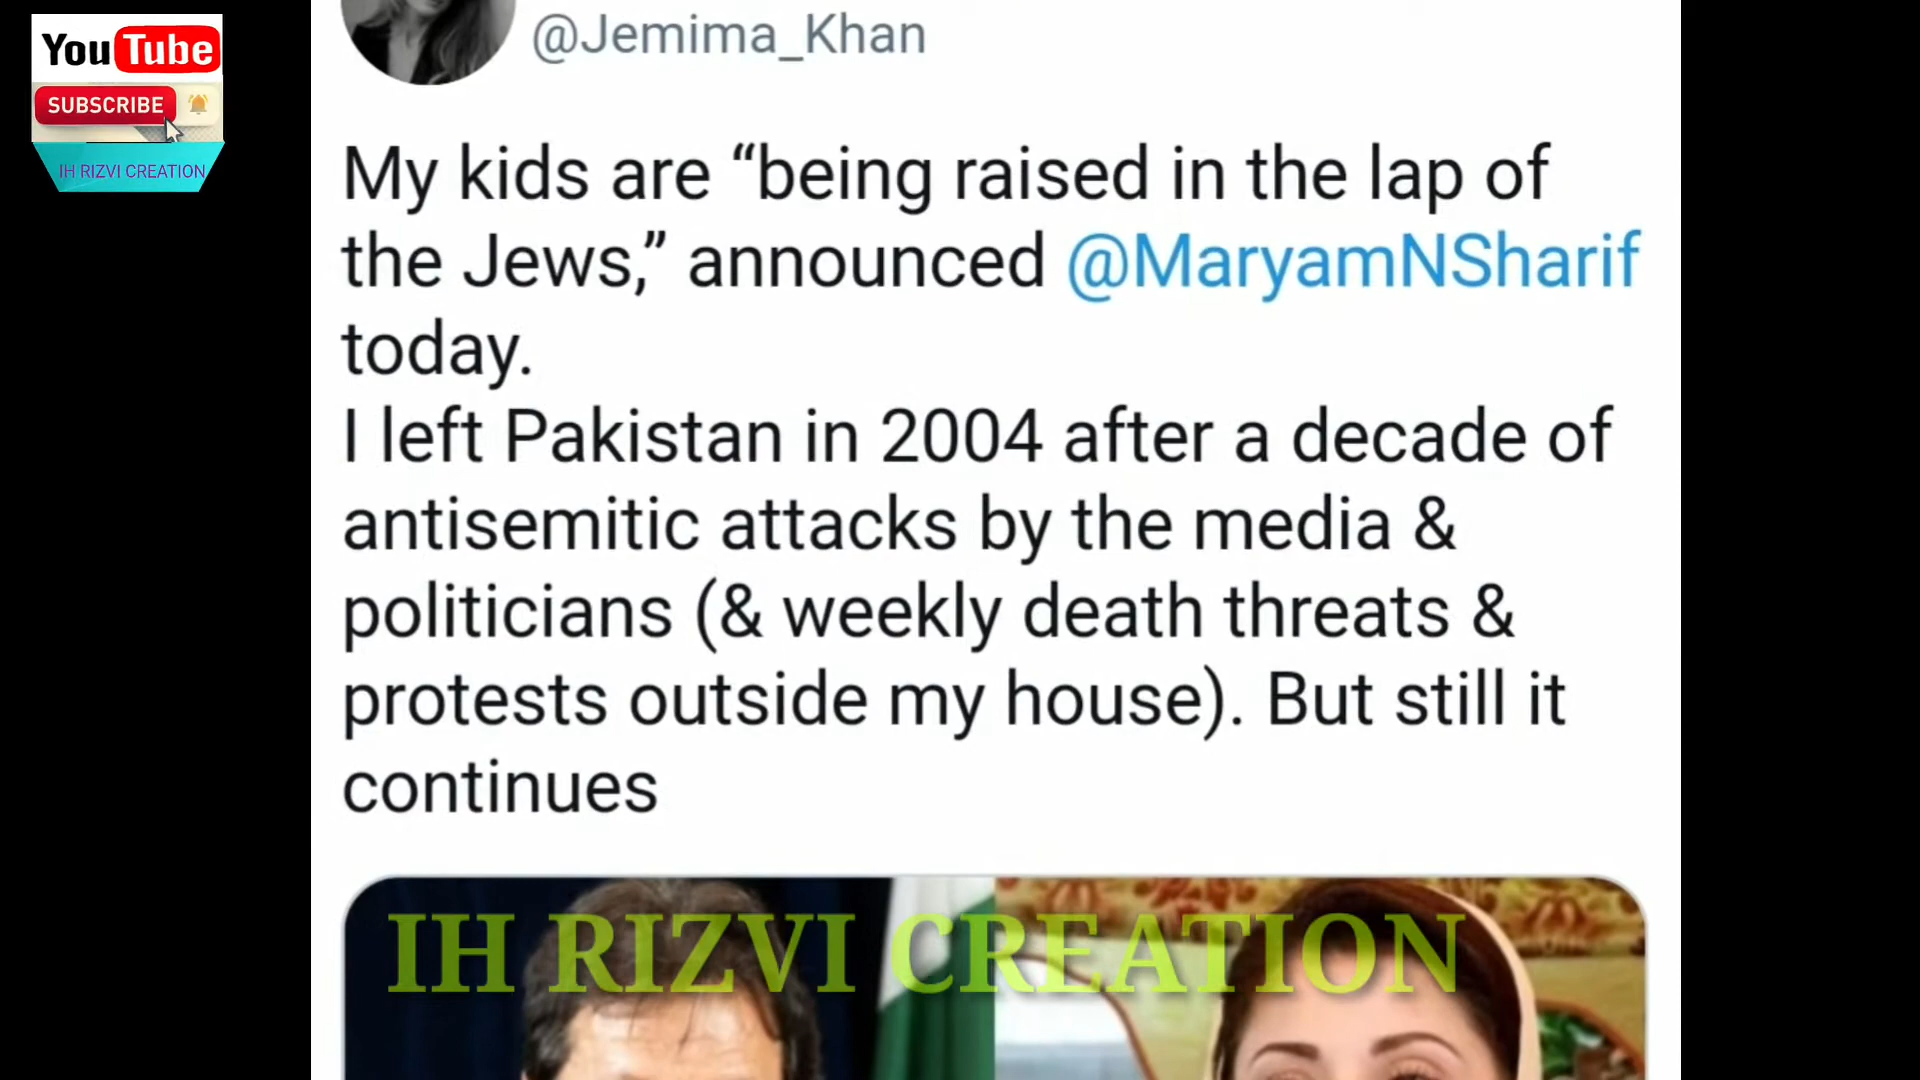 YouTube
SUBSCRIBE
IH RIZVI CREATION
@Jemima_Khan
My kids are “being raised in the lap of
the Jews,” announced @MaryamNSharif
today.
I left Pakistan in 2004 after a decade of
antisemitic attacks by the media &
politicians (& weekly death threats &
protests outside my house). But still it
continues
IH RIZVI CREATION